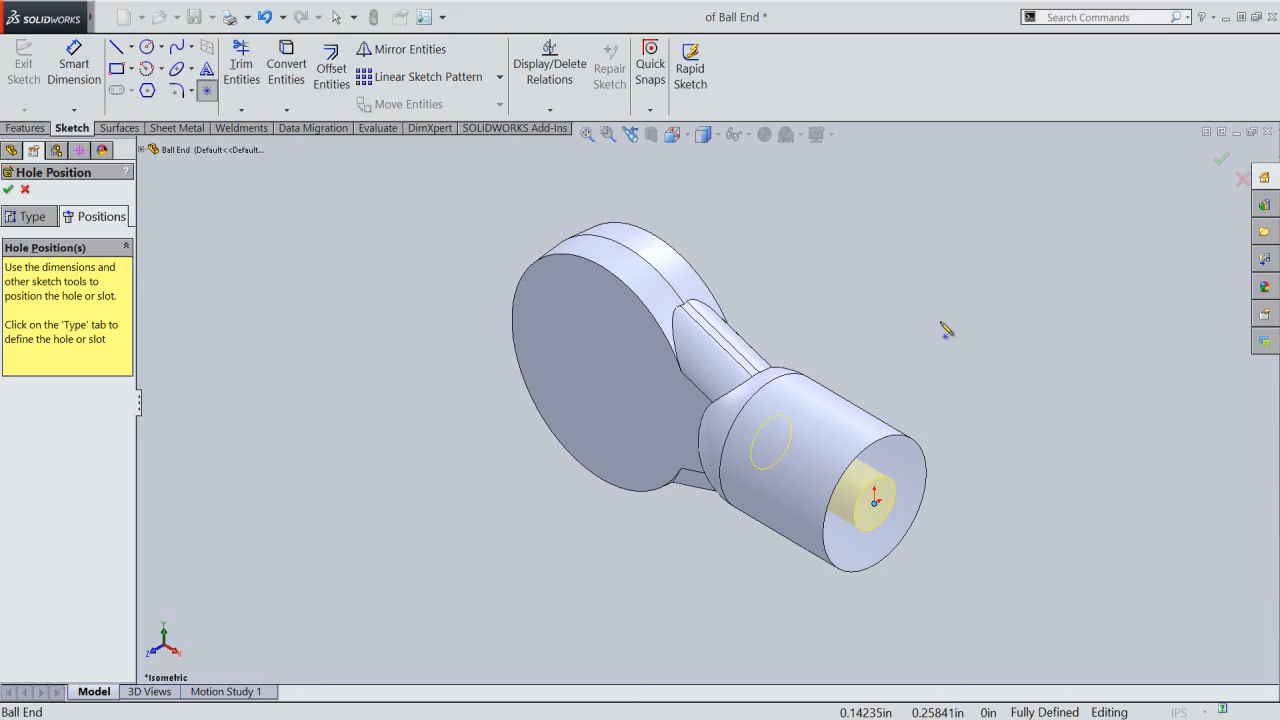 SOLIDWORKS
of Ball End *
Search Commands
Exit
Sketch
Smart
Dimension
Trim
Entities
Convert
Entities
Offset
Entities
Mirror Entities
Linear Sketch Pattern
Move Entities
Display/Delete
Relations
Repair
Sketch
Quick
Snaps
Rapid
Sketch
Features
Sketch
Surfaces
Sheet Metal
Weldments
Data Migration
Evaluate
DimXpert
SOLIDWORKS Add-Ins
Ball End (Default<<Default...
Hole Position
?
Type
Positions
Hole Position(s)
Use the dimensions and
other sketch tools to
position the hole or slot.
Click on the 'Type' tab to
define the hole or slot
Y
Z
X
*Isometric
Model
3D Views
Motion Study 1
Ball End
0.14235in
0.25841in
0in
Fully Defined
Editing
IPS